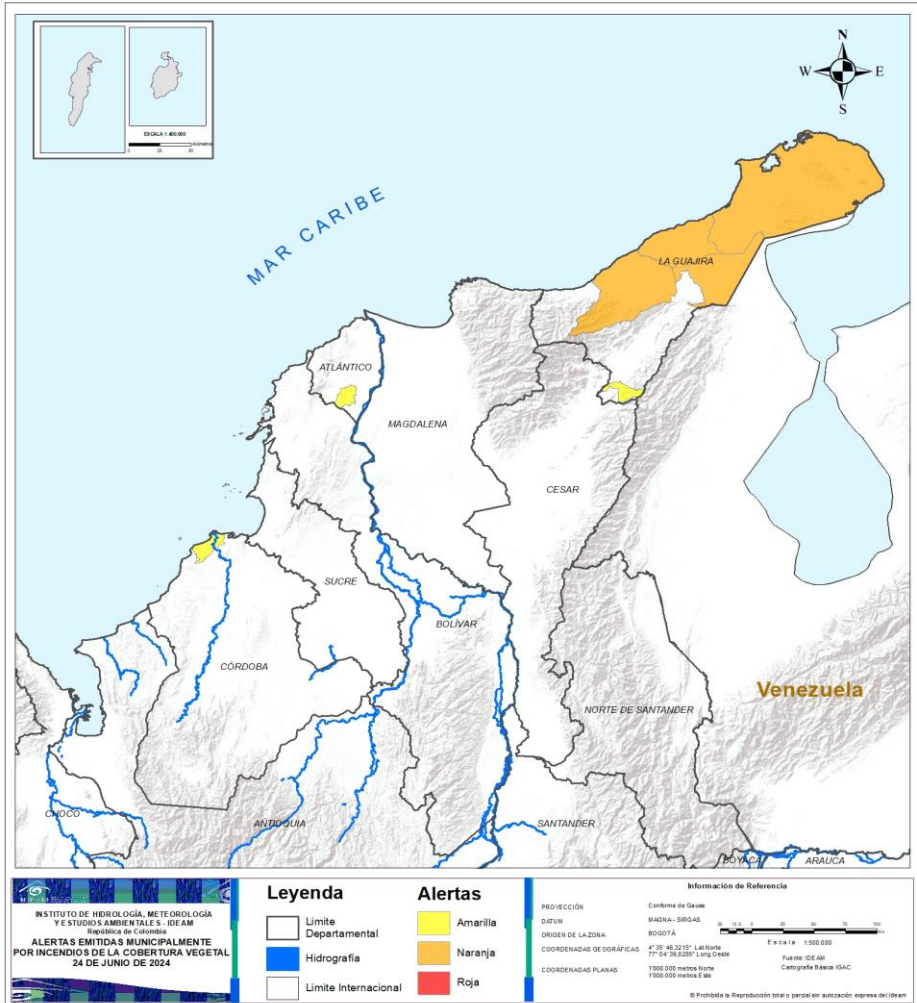 ESCALA 1:400.000
N
W
E
S
MAR CARIBE
LA GUAJIRA
ATLÁNTICO
MAGDALENA
CESAR
SUCRE
BOLÍVAR
CÓRDOBA
NORTE DE SANTANDER
Venezuela
CHOCO
ANTIOQUIA
SANTANDER
BOYACÁ
ARAUCA
IDEAM
INSTITUTO DE HIDROLOGÍA, METEOROLOGÍA
Y ESTUDIOS AMBIENTALES - IDEAM
República de Colombia
ALERTAS EMITIDAS MUNICIPALMENTE
POR INCENDIOS DE LA COBERTURA VEGETAL
24 DE JUNIO DE 2024
Leyenda
Limite
Departamental
Hidrografía
Limite Internacional
Alertas
Amarilla
Naranja
Roja
Información de Referencia
PROYECCIÓN Conforme de Gauss
DATUM MAGNA - SIRGAS
ORIGEN DE LA ZONA BOGOTÁ
COORDENADAS GEOGRÁFICAS 4° 35' 46,3215" Lat.Norte
77° 04' 39,0285" Long.Oeste
COORDENADAS PLANAS 1'000.000 metros Norte
1'000.000 metros Este
Escala 1:500.000
Fuente: IDEAM
Cartografía Básica IGAC
© Prohibida la Reproducción total o parcial sin autozación expresa del Ideam